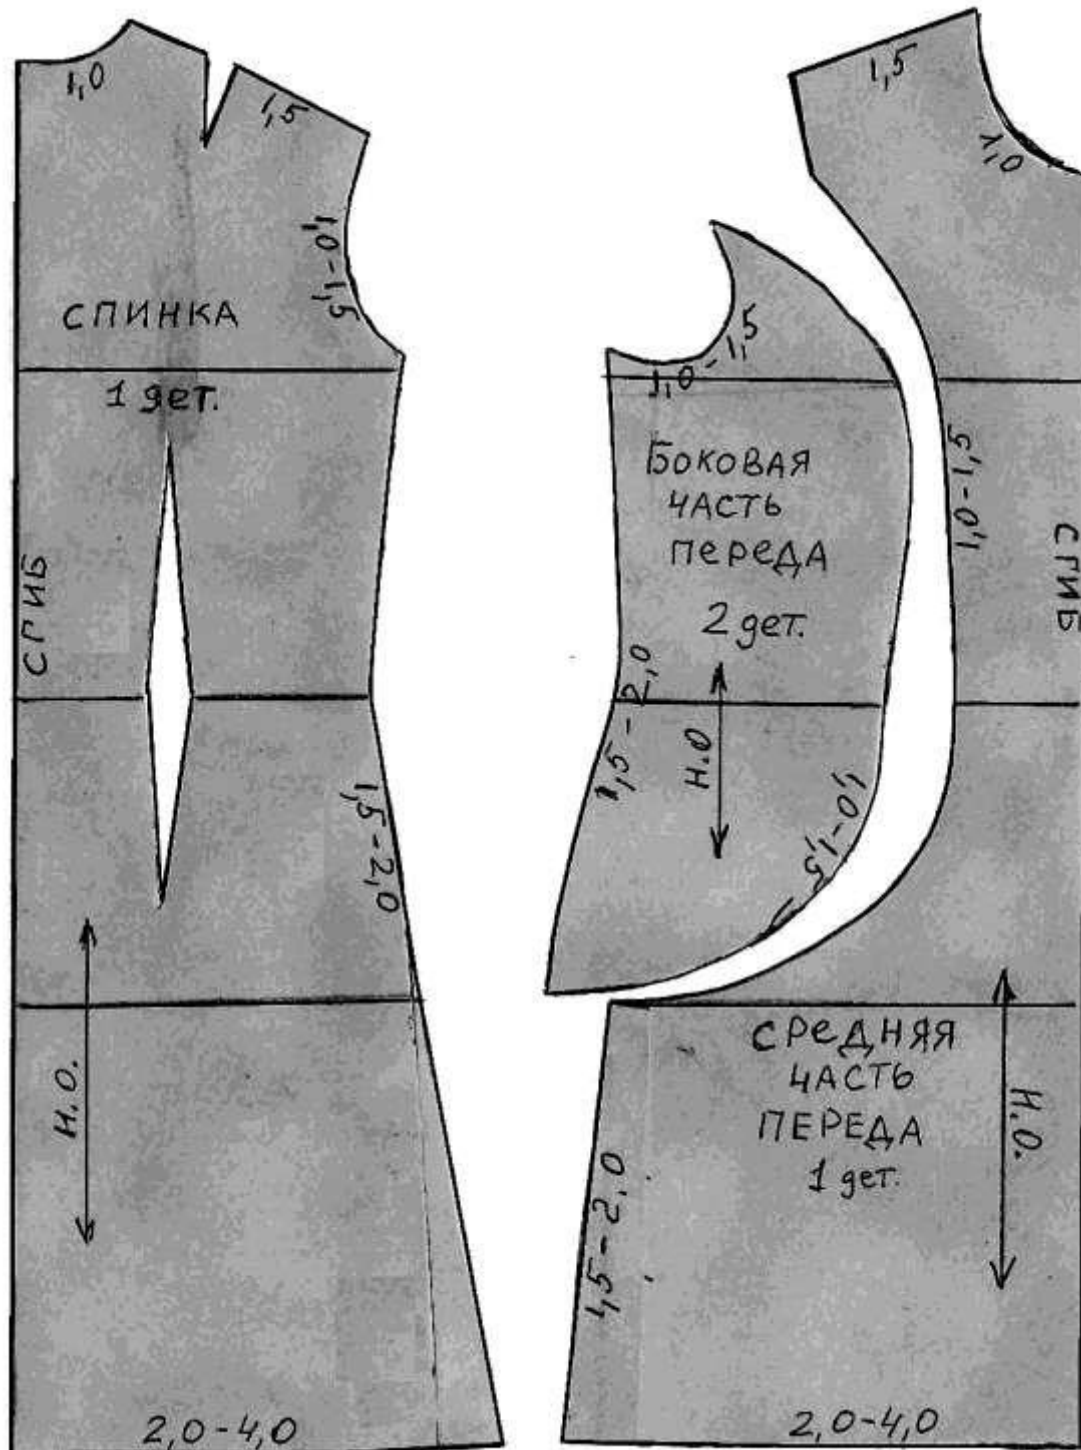 1,0
1,5
1,0-1,5
СПИНКА
1 дет.
СГИБ
1,5-2,0
Н.О.
2,0-4,0
1,0-1,5
БОКОВАЯ
ЧАСТЬ
ПЕРЕДА
2 дет.
1,5-2,0
Н.О
1,0-1,5
1,5
1,0
1,0-1,5
СГИБ
СРЕДНЯЯ
ЧАСТЬ
ПЕРЕДА
1 дет.
Н.О.
1,5-2,0
2,0-4,0